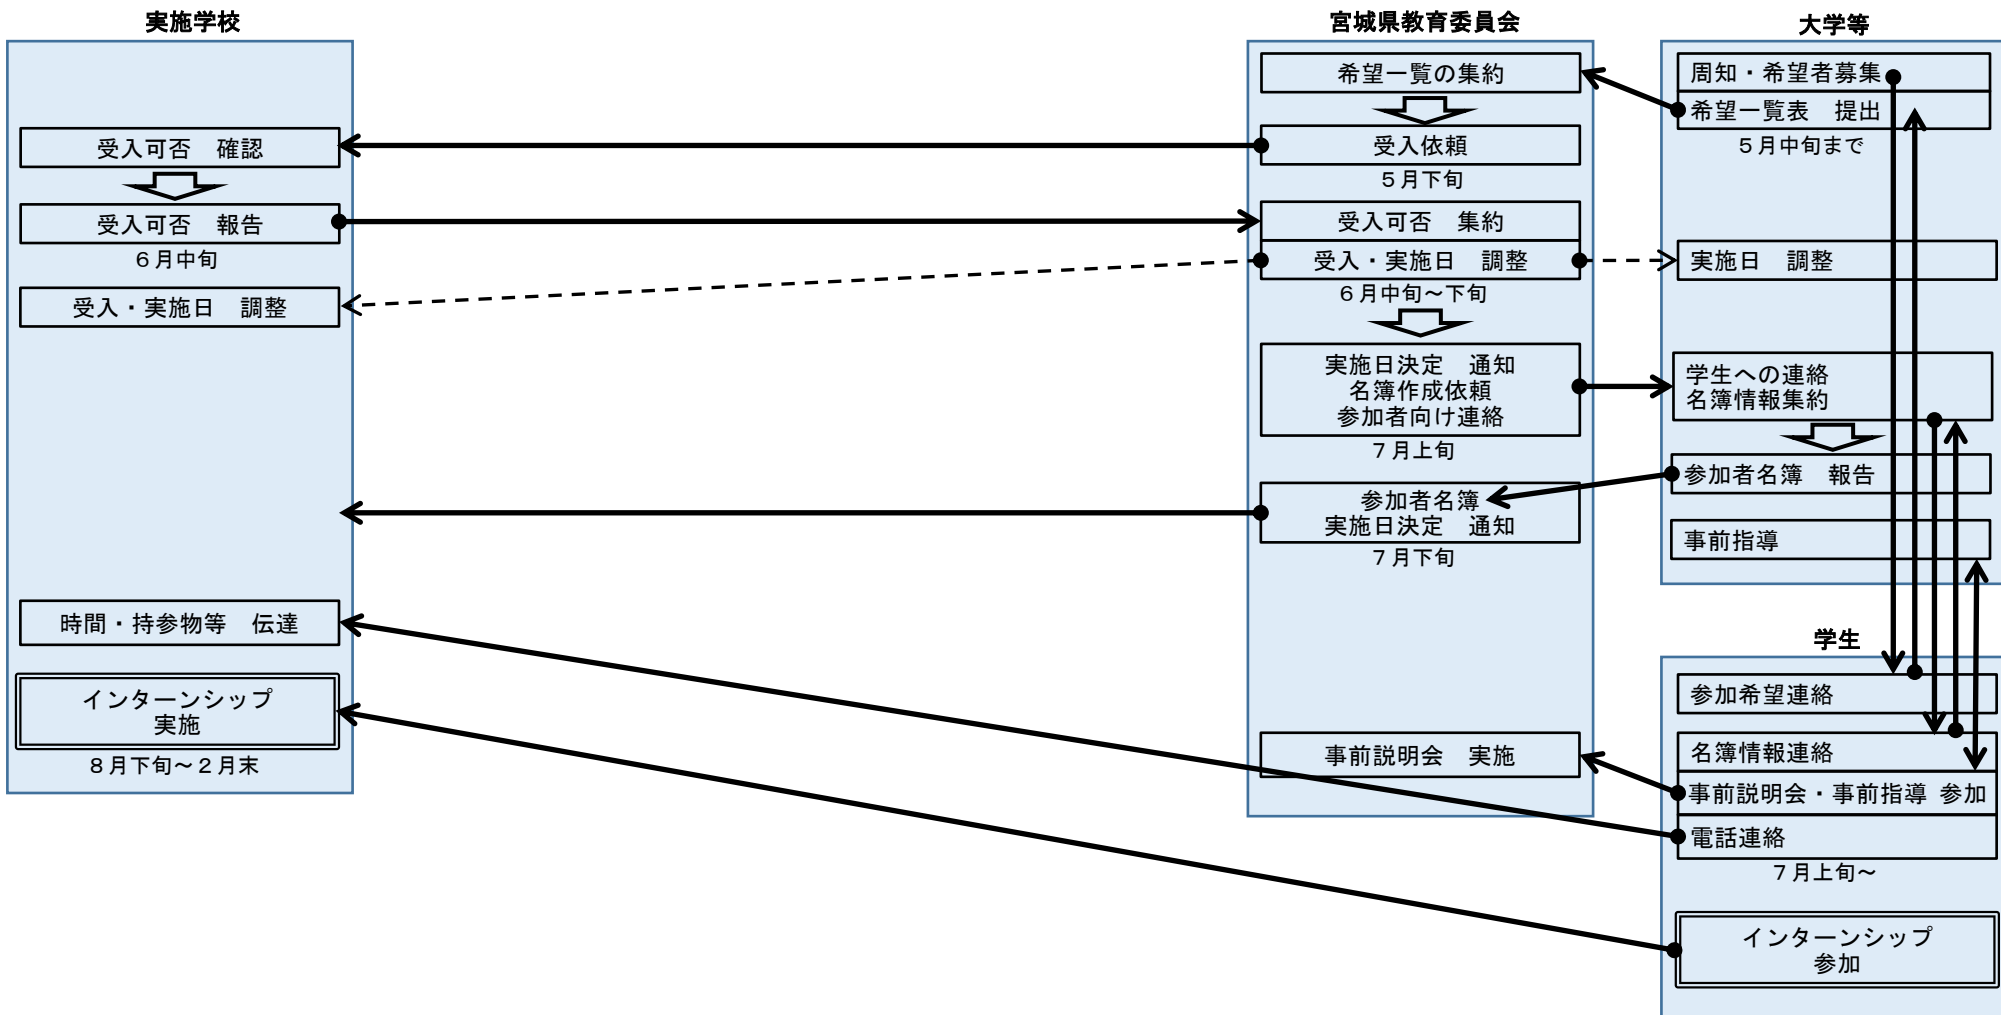 実施学校
受入可否　確認
受入可否　報告
６月中旬
受入・実施日　調整
時間・持参物等　伝達
インターンシップ
実施
８月下旬～２月末
宮城県教育委員会
希望一覧の集約
受入依頼
５月下旬
受入可否　集約
受入・実施日　調整
６月中旬～下旬
実施日決定　通知
名簿作成依頼
参加者向け連絡
７月上旬
参加者名簿
実施日決定　通知
７月下旬
事前説明会　実施
大学等
周知・希望者募集
希望一覧表　提出
５月中旬まで
実施日　調整
学生への連絡
名簿情報集約
参加者名簿　報告
事前指導
学生
参加希望連絡
名簿情報連絡
事前説明会・事前指導 参加
電話連絡
７月上旬～
インターンシップ
参加